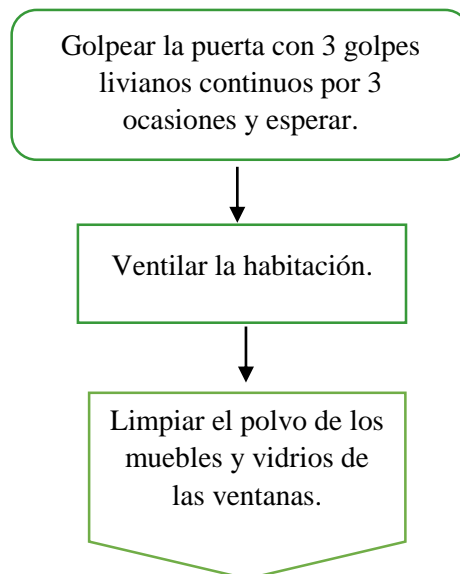 Golpear la puerta con 3 golpes
livianos continuos por 3
ocasiones y esperar.
Ventilar la habitación.
Limpiar el polvo de los
muebles y vidrios de
las ventanas.